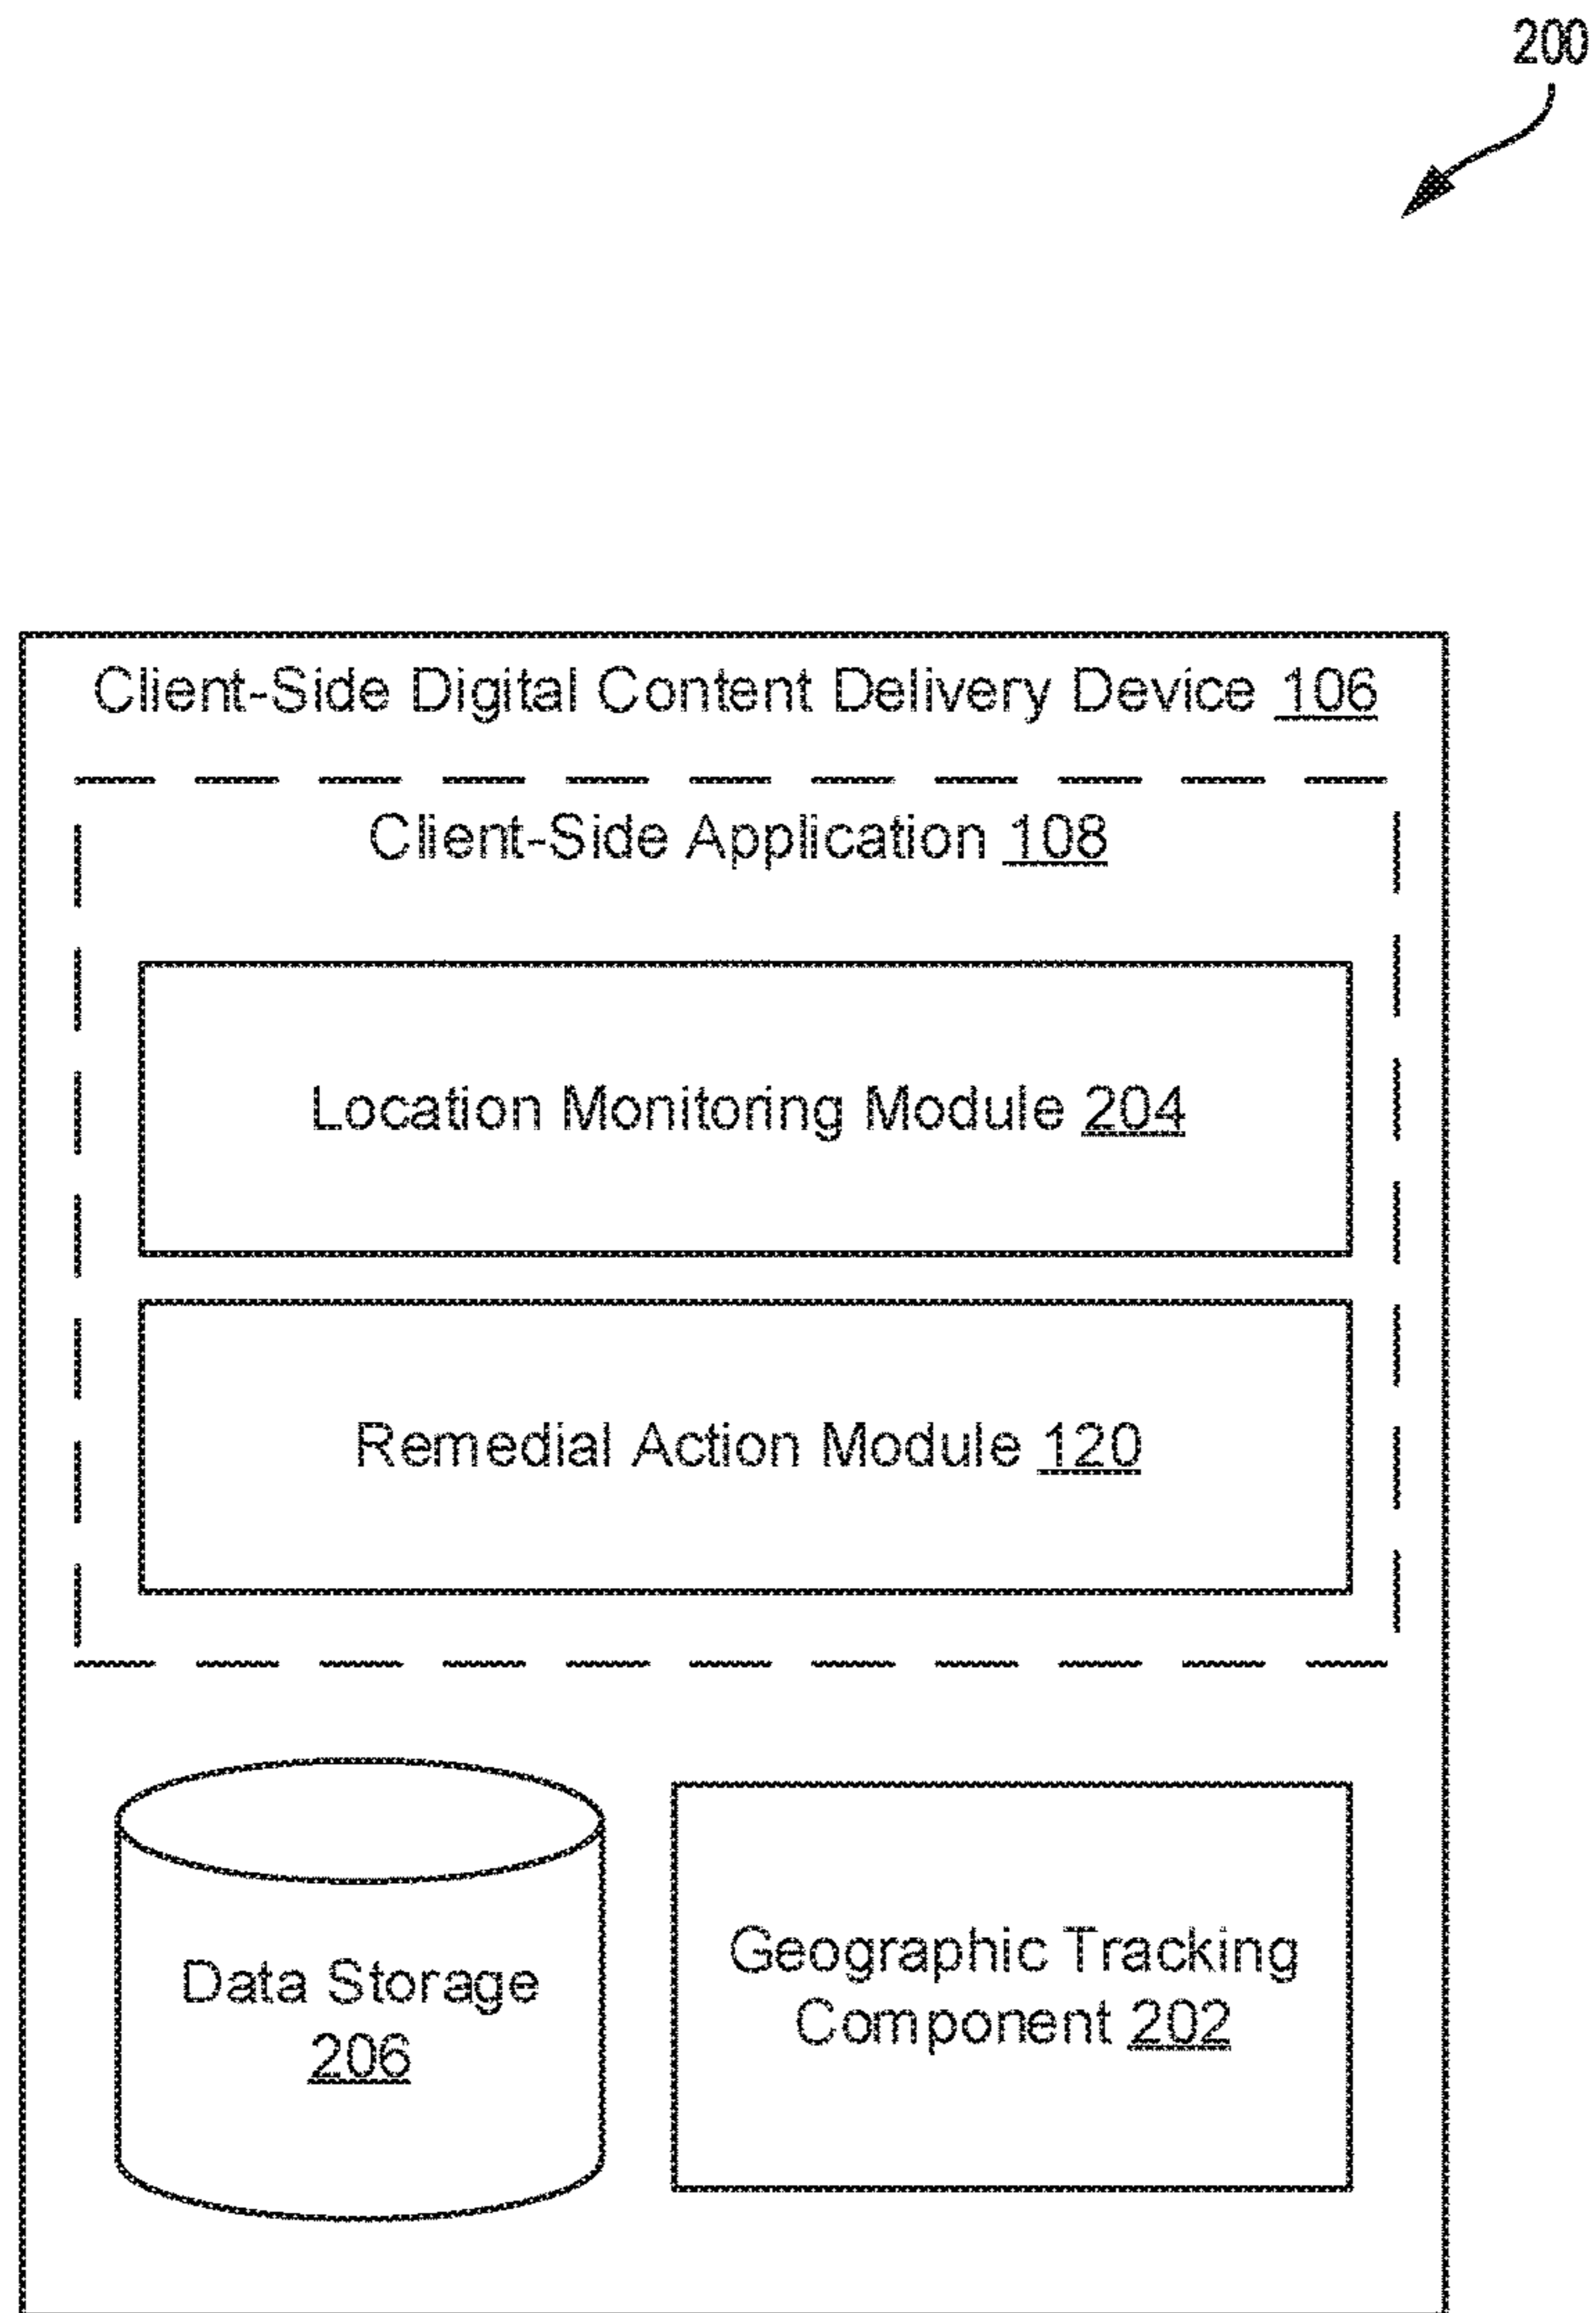 200
Client-Side Digital Content Delivery Device 106
Client-Side Application 108
Location Monitoring Module 204
Remedial Action Module 120
Data Storage
206
Geographic Tracking
Component 202